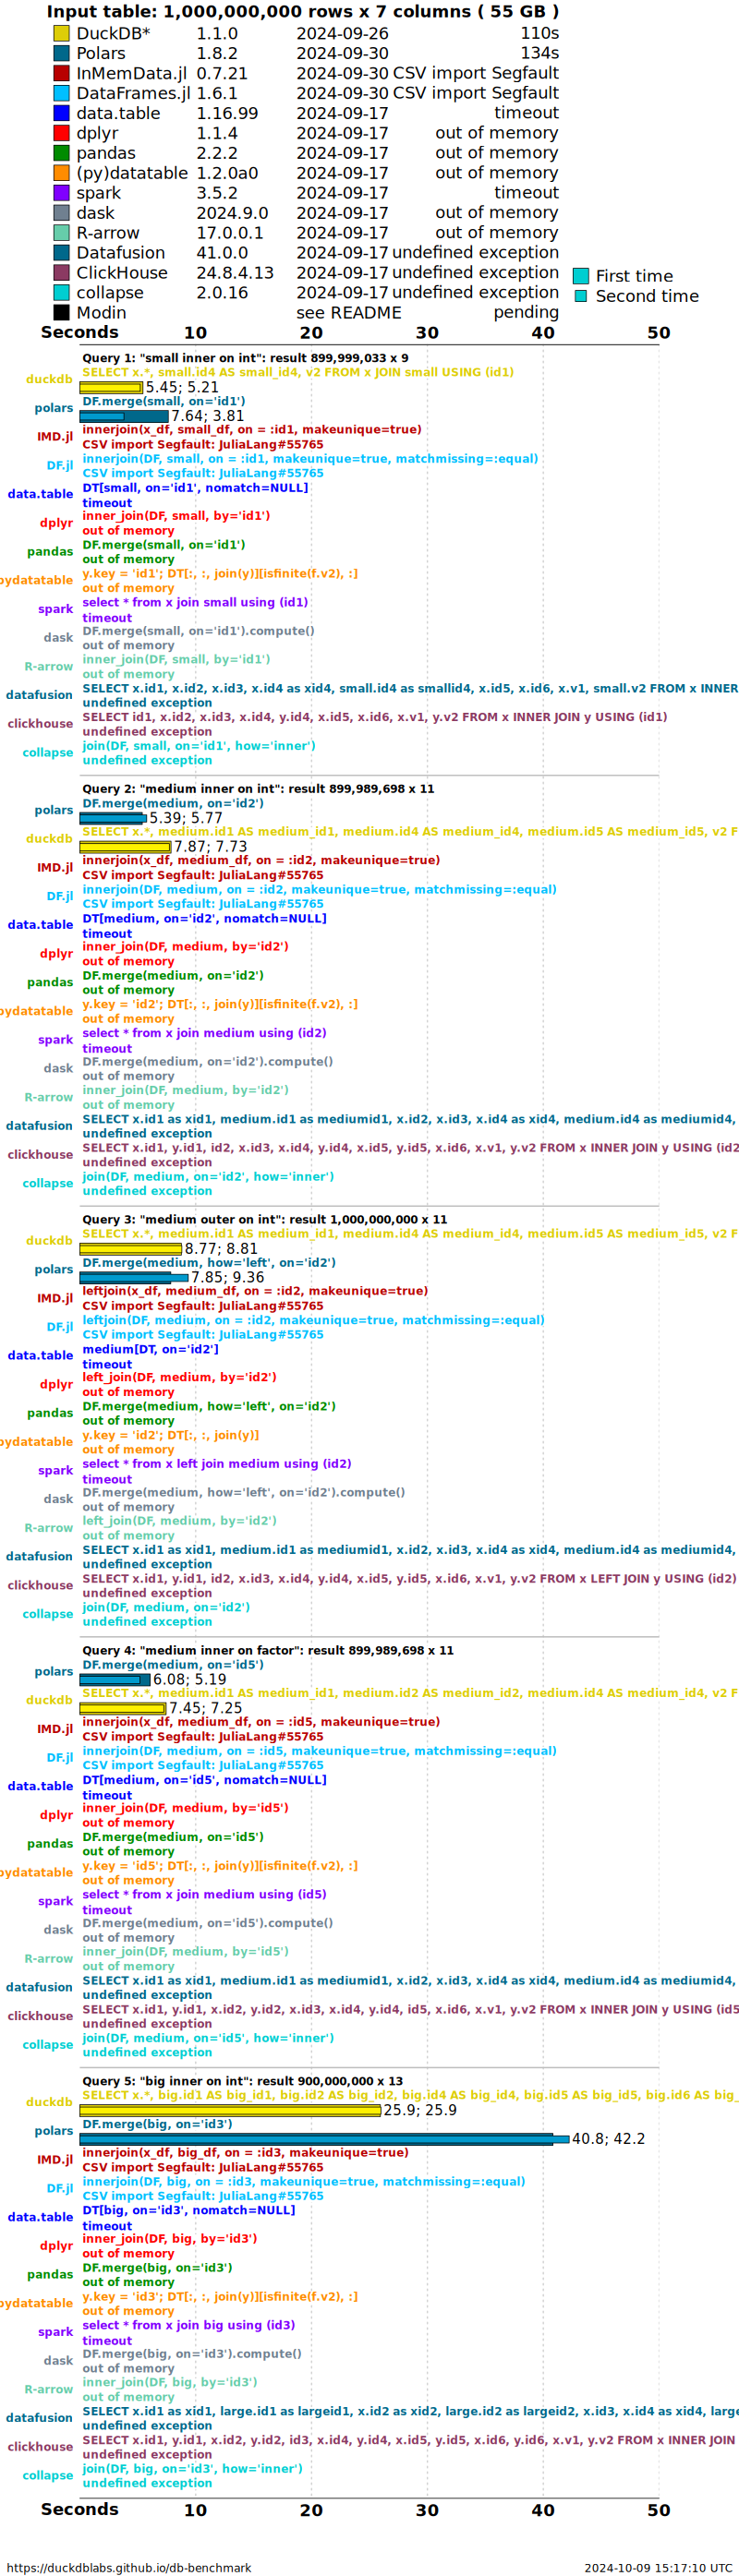 Input table: 1,000,000,000 rows x 7 columns ( 55 GB )
DuckDB* 1.1.0 2024-09-26 110s
Polars 1.8.2 2024-09-30 134s
InMemData.jl 0.7.21 2024-09-30 CSV import Segfault
DataFrames.jl 1.6.1 2024-09-30 CSV import Segfault
data.table 1.16.99 2024-09-17 timeout
dplyr 1.1.4 2024-09-17 out of memory
pandas 2.2.2 2024-09-17 out of memory
(py)datatable 1.2.0a0 2024-09-17 out of memory
spark 3.5.2 2024-09-17 timeout
dask 2024.9.0 2024-09-17 out of memory
R-arrow 17.0.0.1 2024-09-17 out of memory
Datafusion 41.0.0 2024-09-17 undefined exception
ClickHouse 24.8.4.13 2024-09-17 undefined exception
collapse 2.0.16 2024-09-17 undefined exception
Modin see README pending
First time
Second time
Seconds 10 20 30 40 50
Query 1: "small inner on int": result 899,999,033 x 9
duckdb SELECT x.*, small.id4 AS small_id4, v2 FROM x JOIN small USING (id1)
5.45; 5.21
polars DF.merge(small, on='id1')
7.64; 3.81
IMD.jl innerjoin(x_df, small_df, on = :id1, makeunique=true)
CSV import Segfault: JuliaLang#55765
DF.jl innerjoin(DF, small, on = :id1, makeunique=true, matchmissing=:equal)
CSV import Segfault: JuliaLang#55765
data.table DT[small, on='id1', nomatch=NULL]
timeout
dplyr inner_join(DF, small, by='id1')
out of memory
pandas DF.merge(small, on='id1')
out of memory
pydatatable y.key = 'id1'; DT[:, :, join(y)][isfinite(f.v2), :]
out of memory
spark select * from x join small using (id1)
timeout
dask DF.merge(small, on='id1').compute()
out of memory
R-arrow inner_join(DF, small, by='id1')
out of memory
datafusion SELECT x.id1, x.id2, x.id3, x.id4 as xid4, small.id4 as smallid4, x.id5, x.id6, x.v1, small.v2 FROM x INNER
undefined exception
clickhouse SELECT id1, x.id2, x.id3, x.id4, y.id4, x.id5, x.id6, x.v1, y.v2 FROM x INNER JOIN y USING (id1)
undefined exception
collapse join(DF, small, on='id1', how='inner')
undefined exception
Query 2: "medium inner on int": result 899,989,698 x 11
polars DF.merge(medium, on='id2')
5.39; 5.77
duckdb SELECT x.*, medium.id1 AS medium_id1, medium.id4 AS medium_id4, medium.id5 AS medium_id5, v2 F
7.87; 7.73
IMD.jl innerjoin(x_df, medium_df, on = :id2, makeunique=true)
CSV import Segfault: JuliaLang#55765
DF.jl innerjoin(DF, medium, on = :id2, makeunique=true, matchmissing=:equal)
CSV import Segfault: JuliaLang#55765
data.table DT[medium, on='id2', nomatch=NULL]
timeout
dplyr inner_join(DF, medium, by='id2')
out of memory
pandas DF.merge(medium, on='id2')
out of memory
pydatatable y.key = 'id2'; DT[:, :, join(y)][isfinite(f.v2), :]
out of memory
spark select * from x join medium using (id2)
timeout
dask DF.merge(medium, on='id2').compute()
out of memory
R-arrow inner_join(DF, medium, by='id2')
out of memory
datafusion SELECT x.id1 as xid1, medium.id1 as mediumid1, x.id2, x.id3, x.id4 as xid4, medium.id4 as mediumid4,
undefined exception
clickhouse SELECT x.id1, y.id1, id2, x.id3, x.id4, y.id4, x.id5, y.id5, x.id6, x.v1, y.v2 FROM x INNER JOIN y USING (id2
undefined exception
collapse join(DF, medium, on='id2', how='inner')
undefined exception
Query 3: "medium outer on int": result 1,000,000,000 x 11
duckdb SELECT x.*, medium.id1 AS medium_id1, medium.id4 AS medium_id4, medium.id5 AS medium_id5, v2 F
8.77; 8.81
polars DF.merge(medium, how='left', on='id2')
7.85; 9.36
IMD.jl leftjoin(x_df, medium_df, on = :id2, makeunique=true)
CSV import Segfault: JuliaLang#55765
DF.jl leftjoin(DF, medium, on = :id2, makeunique=true, matchmissing=:equal)
CSV import Segfault: JuliaLang#55765
data.table medium[DT, on='id2']
timeout
dplyr left_join(DF, medium, by='id2')
out of memory
pandas DF.merge(medium, how='left', on='id2')
out of memory
pydatatable y.key = 'id2'; DT[:, :, join(y)]
out of memory
spark select * from x left join medium using (id2)
timeout
dask DF.merge(medium, how='left', on='id2').compute()
out of memory
R-arrow left_join(DF, medium, by='id2')
out of memory
datafusion SELECT x.id1 as xid1, medium.id1 as mediumid1, x.id2, x.id3, x.id4 as xid4, medium.id4 as mediumid4,
undefined exception
clickhouse SELECT x.id1, y.id1, id2, x.id3, x.id4, y.id4, x.id5, y.id5, x.id6, x.v1, y.v2 FROM x LEFT JOIN y USING (id2)
undefined exception
collapse join(DF, medium, on='id2')
undefined exception
Query 4: "medium inner on factor": result 899,989,698 x 11
polars DF.merge(medium, on='id5')
6.08; 5.19
duckdb SELECT x.*, medium.id1 AS medium_id1, medium.id2 AS medium_id2, medium.id4 AS medium_id4, v2 F
7.45; 7.25
IMD.jl innerjoin(x_df, medium_df, on = :id5, makeunique=true)
CSV import Segfault: JuliaLang#55765
DF.jl innerjoin(DF, medium, on = :id5, makeunique=true, matchmissing=:equal)
CSV import Segfault: JuliaLang#55765
data.table DT[medium, on='id5', nomatch=NULL]
timeout
dplyr inner_join(DF, medium, by='id5')
out of memory
pandas DF.merge(medium, on='id5')
out of memory
pydatatable y.key = 'id5'; DT[:, :, join(y)][isfinite(f.v2), :]
out of memory
spark select * from x join medium using (id5)
timeout
dask DF.merge(medium, on='id5').compute()
out of memory
R-arrow inner_join(DF, medium, by='id5')
out of memory
datafusion SELECT x.id1 as xid1, medium.id1 as mediumid1, x.id2, x.id3, x.id4 as xid4, medium.id4 as mediumid4,
undefined exception
clickhouse SELECT x.id1, y.id1, x.id2, y.id2, x.id3, x.id4, y.id4, id5, x.id6, x.v1, y.v2 FROM x INNER JOIN y USING (id5
undefined exception
collapse join(DF, medium, on='id5', how='inner')
undefined exception
Query 5: "big inner on int": result 900,000,000 x 13
duckdb SELECT x.*, big.id1 AS big_id1, big.id2 AS big_id2, big.id4 AS big_id4, big.id5 AS big_id5, big.id6 AS big_
25.9; 25.9
polars DF.merge(big, on='id3')
40.8; 42.2
IMD.jl innerjoin(x_df, big_df, on = :id3, makeunique=true)
CSV import Segfault: JuliaLang#55765
DF.jl innerjoin(DF, big, on = :id3, makeunique=true, matchmissing=:equal)
CSV import Segfault: JuliaLang#55765
data.table DT[big, on='id3', nomatch=NULL]
timeout
dplyr inner_join(DF, big, by='id3')
out of memory
pandas DF.merge(big, on='id3')
out of memory
pydatatable y.key = 'id3'; DT[:, :, join(y)][isfinite(f.v2), :]
out of memory
spark select * from x join big using (id3)
timeout
dask DF.merge(big, on='id3').compute()
out of memory
R-arrow inner_join(DF, big, by='id3')
out of memory
datafusion SELECT x.id1 as xid1, large.id1 as largeid1, x.id2 as xid2, large.id2 as largeid2, x.id3, x.id4 as xid4, large
undefined exception
clickhouse SELECT x.id1, y.id1, x.id2, y.id2, id3, x.id4, y.id4, x.id5, y.id5, x.id6, y.id6, x.v1, y.v2 FROM x INNER JOIN
undefined exception
collapse join(DF, big, on='id3', how='inner')
undefined exception
Seconds 10 20 30 40 50
https://duckdblabs.github.io/db-benchmark 2024-10-09 15:17:10 UTC